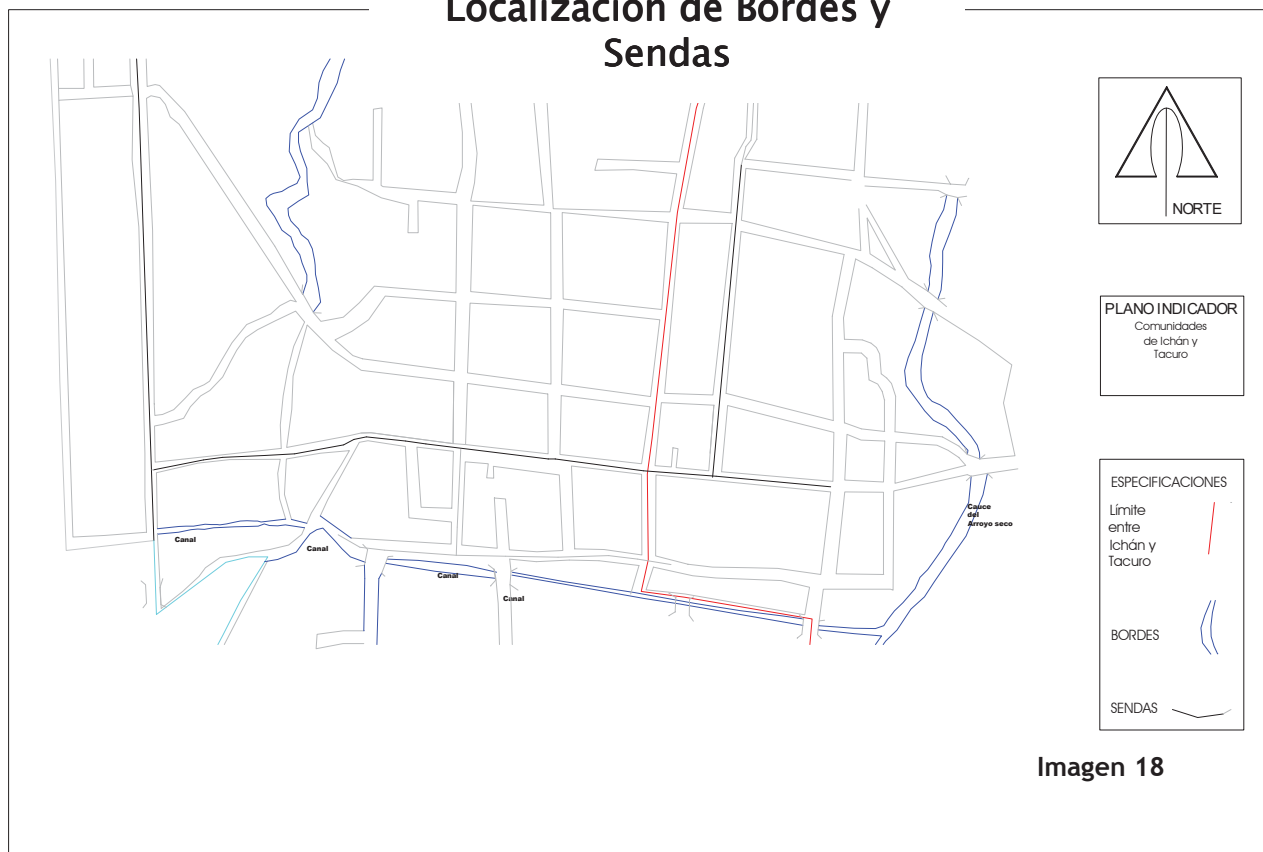 Localización de Bordes y
Sendas
NORTE
PLANO INDICADOR
Comunidades
de Ichán y
Tacuro
ESPECIFICACIONES
Límite
entre
Ichán y
Tacuro
BORDES
SENDAS
Cauce
del
Arroyo seco
Canal
Canal
Canal
Canal
Imagen 18